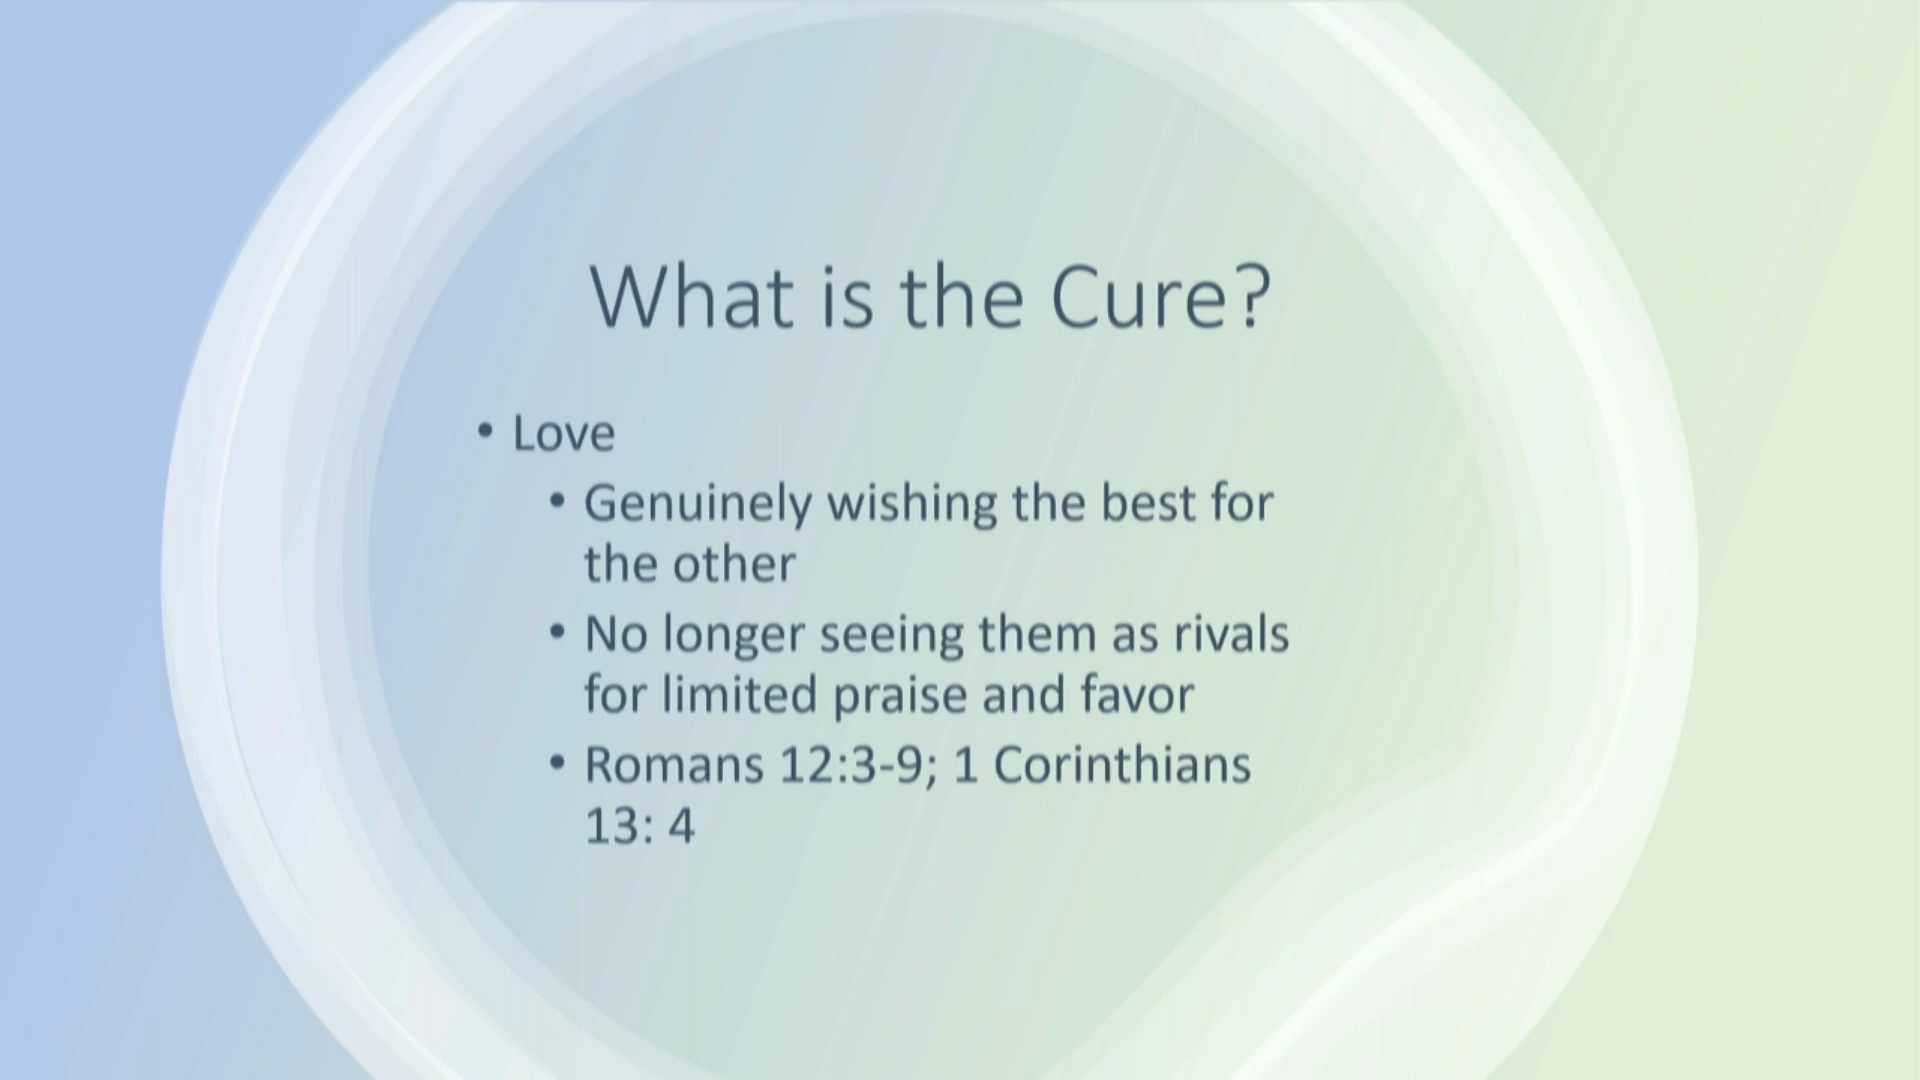 What is the Cure?
• Love
• Genuinely wishing the best for
the other
• No longer seeing them as rivals
for limited praise and favor
• Romans 12:3-9; 1 Corinthians
13: 4